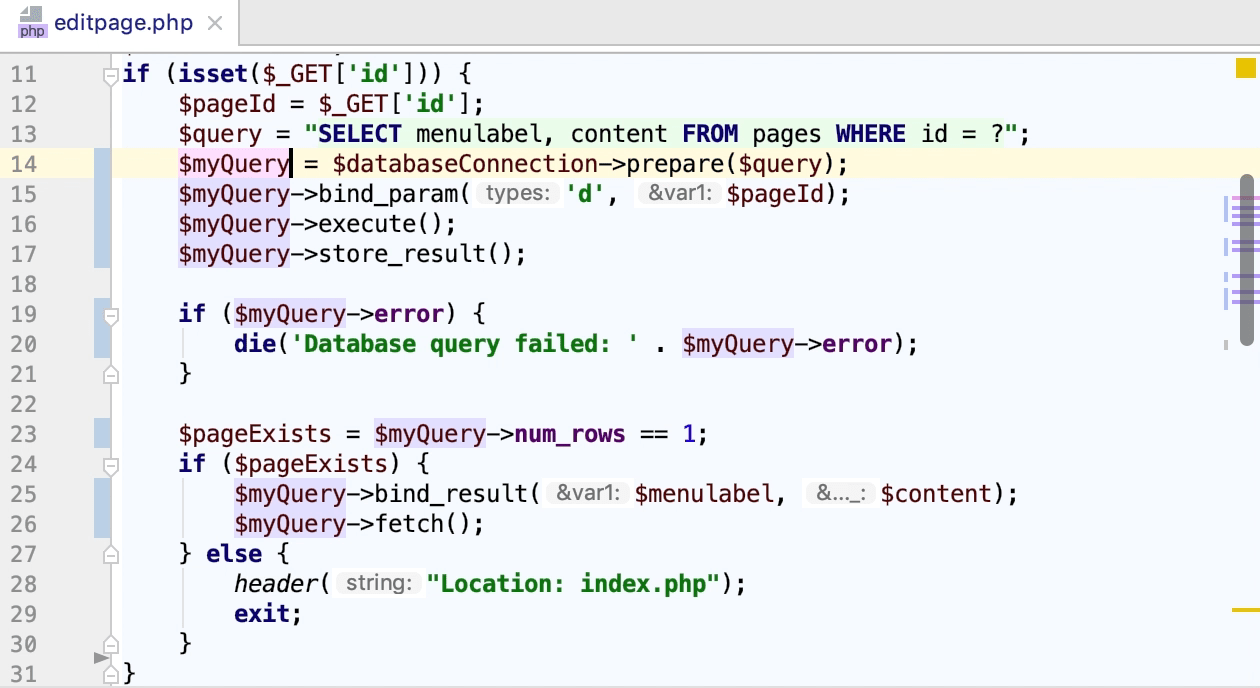 php editpage.php
11 if (isset($_GET['id'])) {
12 $pageId = $_GET['id'];
13 $query = "SELECT menulabel, content FROM pages WHERE id = ?";
14 $myQuery = $databaseConnection->prepare($query);
15 $myQuery->bind_param( types: 'd', &var1: $pageId);
16 $myQuery->execute();
17 $myQuery->store_result();
18
19 if ($myQuery->error) {
20 die('Database query failed: ' . $myQuery->error);
21 }
22
23 $pageExists = $myQuery->num_rows == 1;
24 if ($pageExists) {
25 $myQuery->bind_result( &var1: $menulabel, &..._: $content);
26 $myQuery->fetch();
27 } else {
28 header( string: "Location: index.php");
29 exit;
30 }
31 }